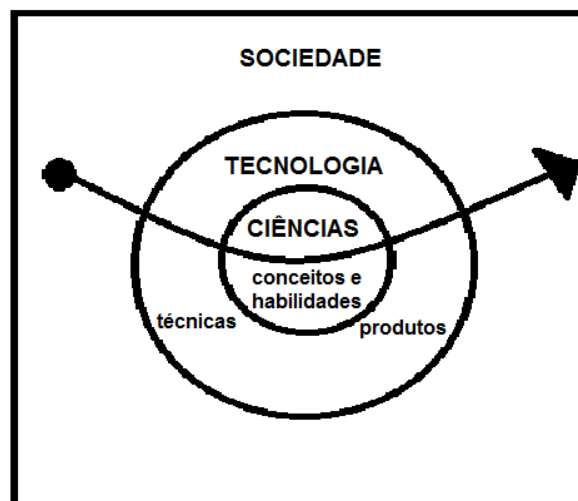 SOCIEDADE
TECNOLOGIA
CIÊNCIAS
conceitos e
habilidades
técnicas
produtos